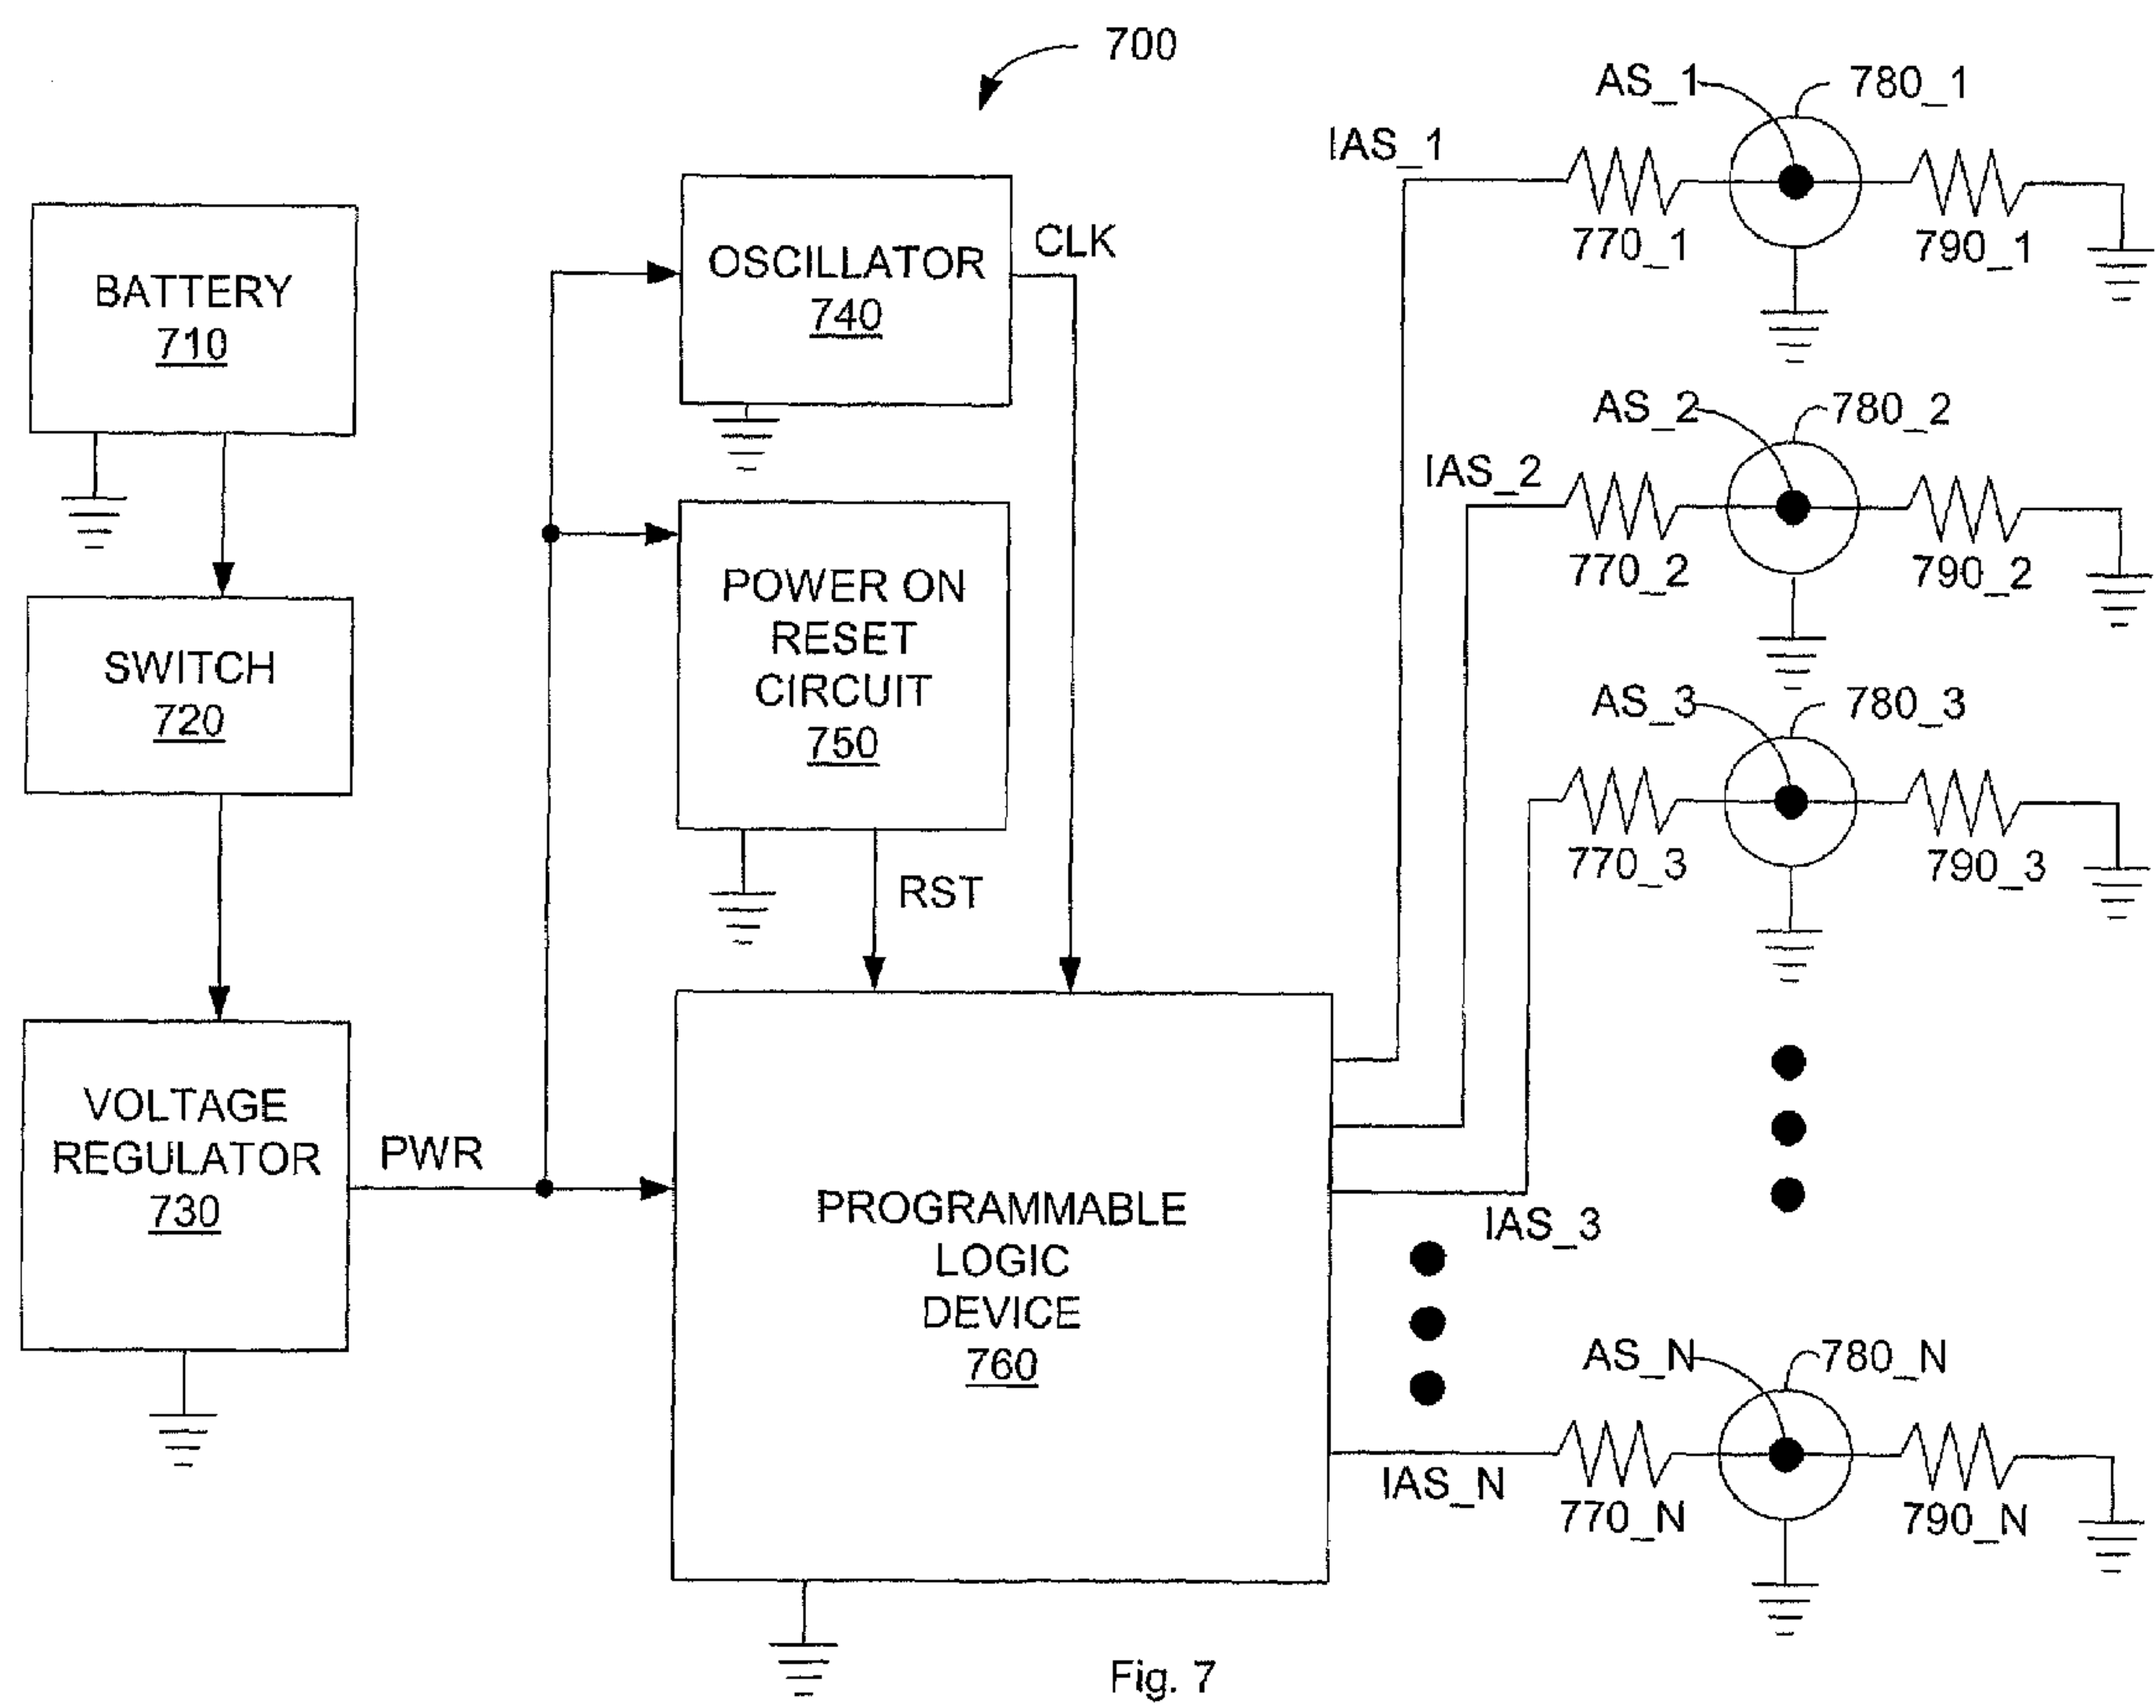 700
BATTERY
710
SWITCH
720
VOLTAGE
REGULATOR
730
PWR
OSCILLATOR
740
CLK
POWER ON
RESET
CIRCUIT
750
RST
PROGRAMMABLE
LOGIC
DEVICE
760
IAS_1
AS_1
780_1
770_1
790_1
IAS_2
AS_2
780_2
770_2
790_2
AS_3
780_3
770_3
790_3
IAS_3
AS_N
780_N
IAS_N
770_N
790_N
Fig. 7